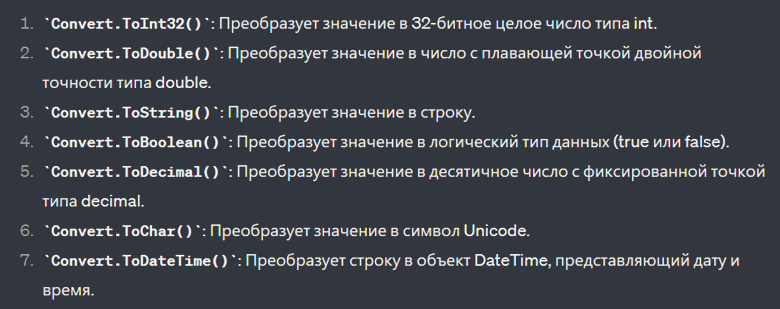 1. `Convert.ToInt32()`: Преобразует значение в 32-битное целое число типа int.
2. `Convert.ToDouble()`: Преобразует значение в число с плавающей точкой двойной
точности типа double.
3. `Convert.ToString()`: Преобразует значение в строку.
4. `Convert.ToBoolean()`: Преобразует значение в логический тип данных (true или false).
5. `Convert.ToDecimal()`: Преобразует значение в десятичное число с фиксированной точкой
типа decimal.
6. `Convert.ToChar()`: Преобразует значение в символ Unicode.
7. `Convert.ToDateTime()`: Преобразует строку в объект DateTime, представляющий дату и
время.